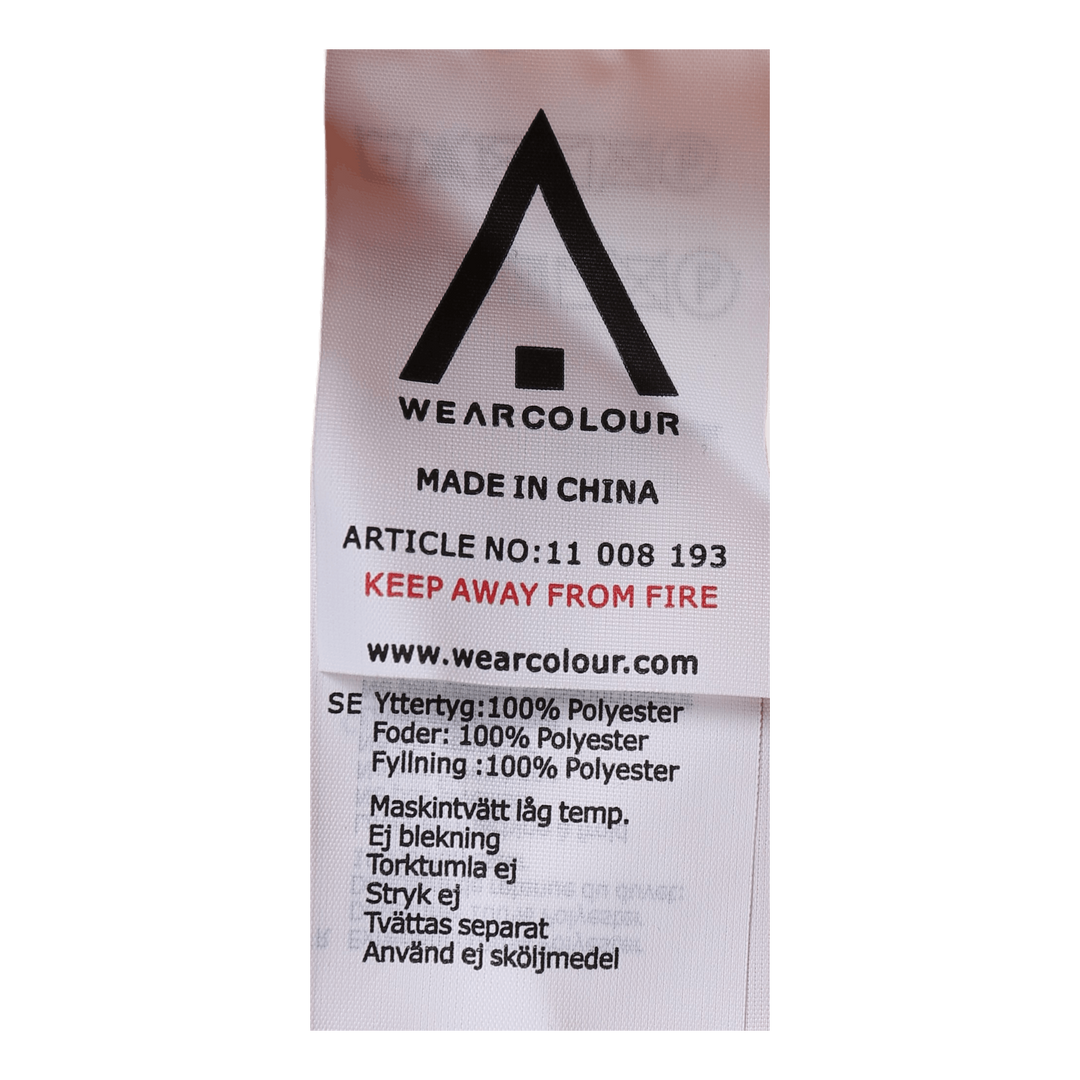 WEARCOLOUR
MADE IN CHINA
ARTICLE NO:11 008 193
KEEP AWAY FROM FIRE
www.wearcolour.com
SE Yttertyg:100% Polyester
Foder: 100% Polyester
Fyllning :100% Polyester
Maskintvätt låg temp.
Ej blekning
Torktumla ej
Stryk ej
Tvättas separat
Använd ej sköljmedel